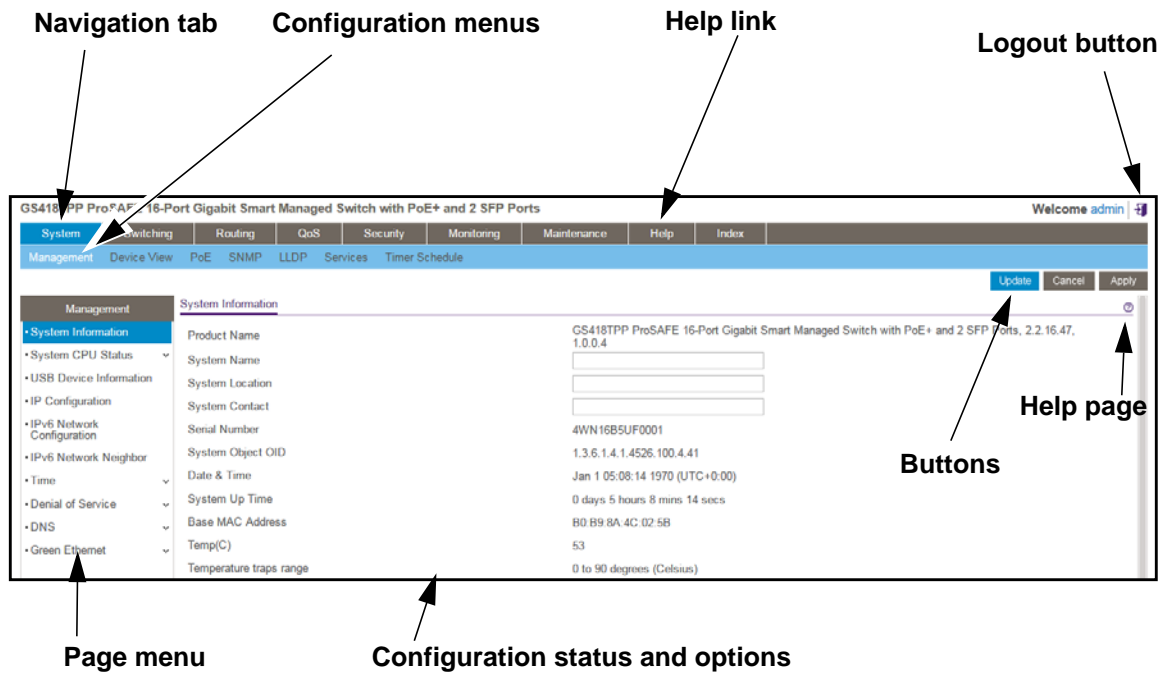 Navigation tab
Configuration menus
Help link
Logout button
GS418TPP ProSAFE 16-Port Gigabit Smart Managed Switch with PoE+ and 2 SFP Ports
Welcome admin
System Switching Routing QoS Security Monitoring Maintenance Help Index
Management Device View PoE SNMP LLDP Services Timer Schedule
Update Cancel Apply
Management
• System Information
• System CPU Status
• USB Device Information
• IP Configuration
• IPv6 Network
Configuration
• IPv6 Network Neighbor
• Time
• Denial of Service
• DNS
• Green Ethernet
System Information
Product Name GS418TPP ProSAFE 16-Port Gigabit Smart Managed Switch with PoE+ and 2 SFP Ports, 2.2.16.47,
1.0.0.4
System Name
System Location
System Contact
Serial Number 4WN16B5UF0001
System Object OID 1.3.6.1.4.1.4526.100.4.41
Date & Time Jan 1 05:08:14 1970 (UTC+0:00)
System Up Time 0 days 5 hours 8 mins 14 secs
Base MAC Address B0:B9:8A:4C:02:5B
Temp(C) 53
Temperature traps range 0 to 90 degrees (Celsius)
Help page
Buttons
Page menu
Configuration status and options